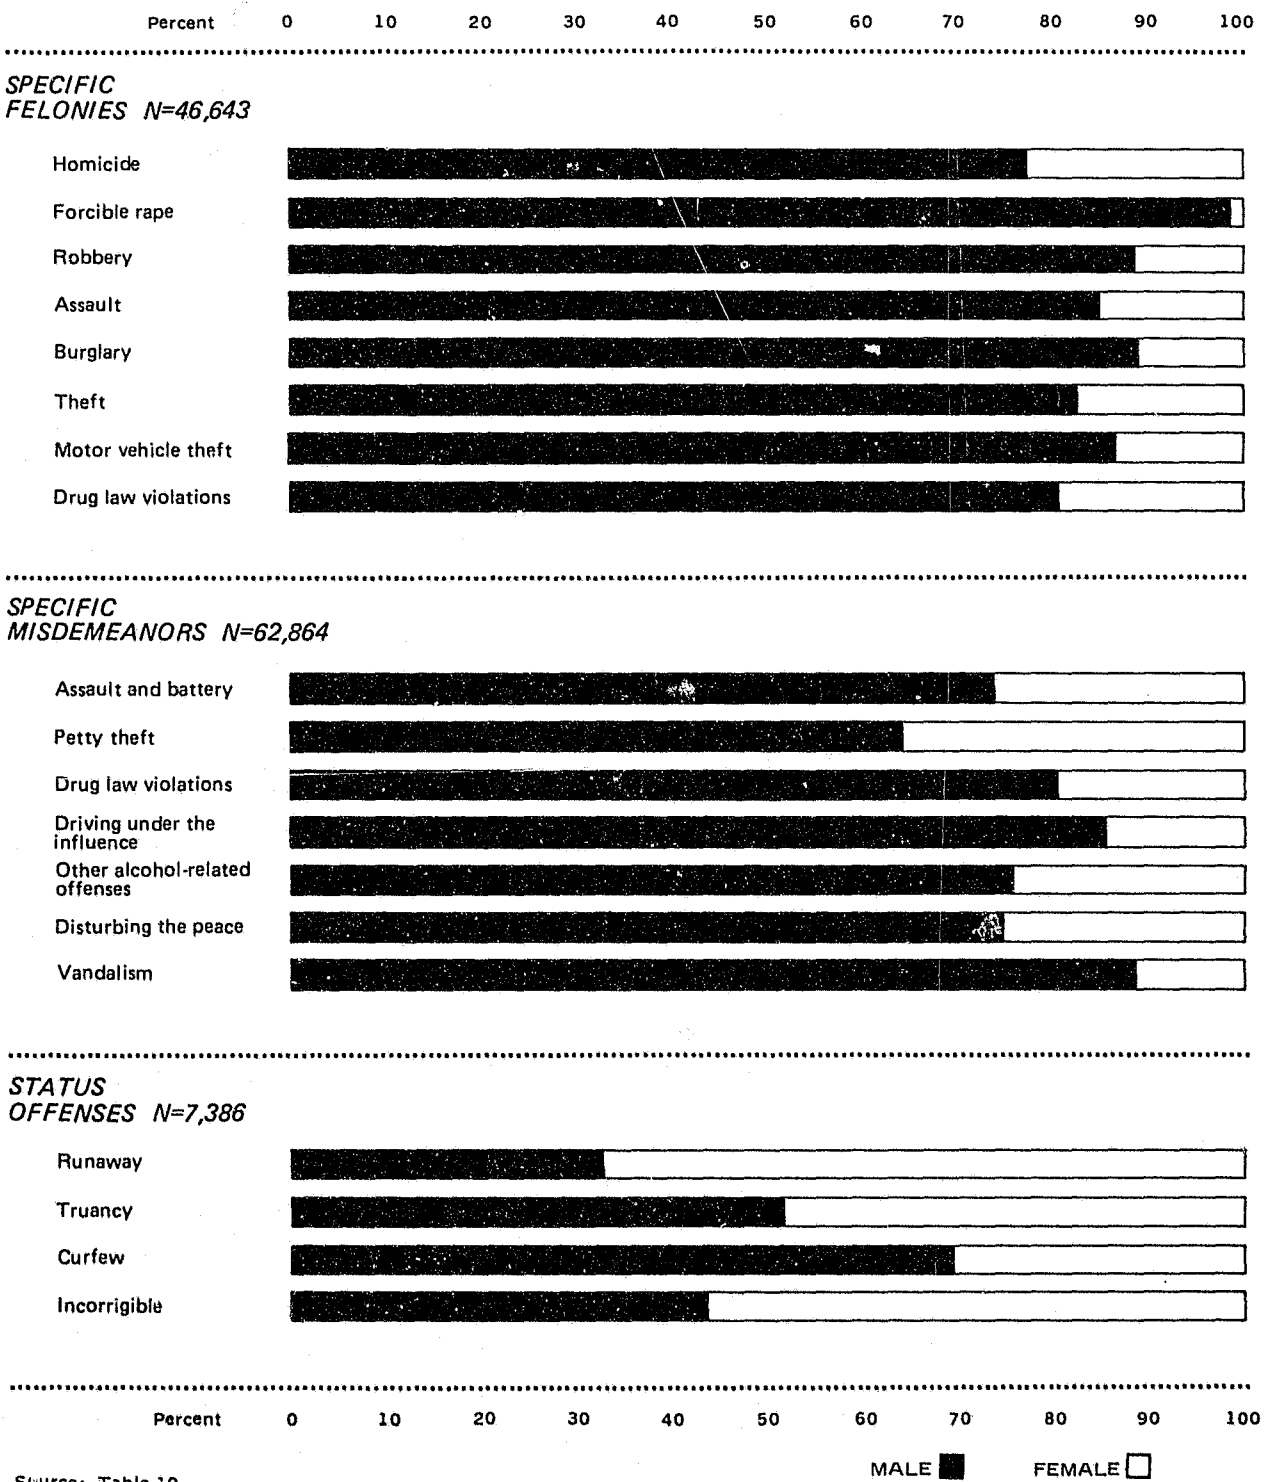 Percent 0 10 20 30 40 50 60 70 80 90 100
SPECIFIC
FELONIES N=46,643
Homicide
Forcible rape
Robbery
Assault
Burglary
Theft
Motor vehicle theft
Drug law violations
SPECIFIC
MISDEMEANORS N=62,864
Assault and battery
Petty theft
Drug law violations
Driving under the
influence
Other alcohol-related
offenses
Disturbing the peace
Vandalism
STATUS
OFFENSES N=7,386
Runaway
Truancy
Curfew
Incorrigible
Percent 0 10 20 30 40 50 60 70 80 90 100
MALE FEMALE
Source: Table